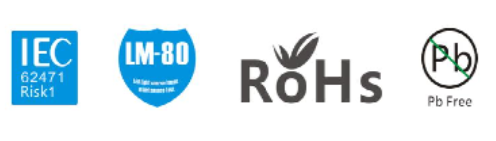 IEC
62471
Risk1
LM-80
RoHs
Pb
Pb Free